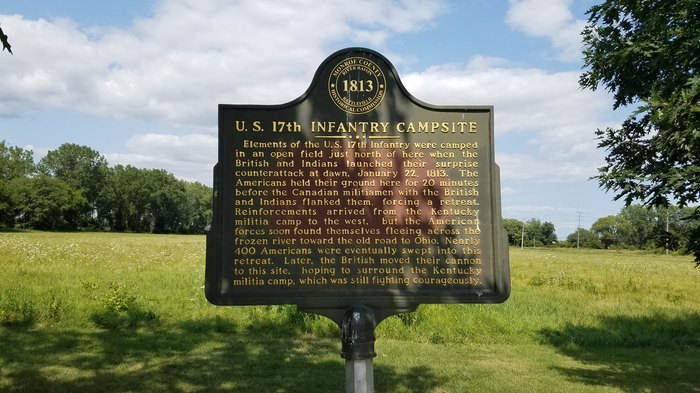 MONROE COUNTY
RIVER RAISIN
1813
BATTLEFIELD
HISTORICAL COMMISSION
U. S. 17th INFANTRY CAMPSITE
Elements of the U.S. 17th Infantry were camped
in an open field just north of here when the
British and Indians launched their surprise
counterattack at dawn, January 22, 1813. The
Americans held their ground here for 20 minutes
before the Canadian militiamen with the British
and Indians flanked them, forcing a retreat.
Reinforcements arrived from the Kentucky
militia camp to the west, but the American
forces soon found themselves fleeing across the
frozen river toward the old road to Ohio. Nearly
400 Americans were eventually swept into this
retreat. Later, the British moved their cannon
to this site, hoping to surround the Kentucky
militia camp, which was still fighting courageously.